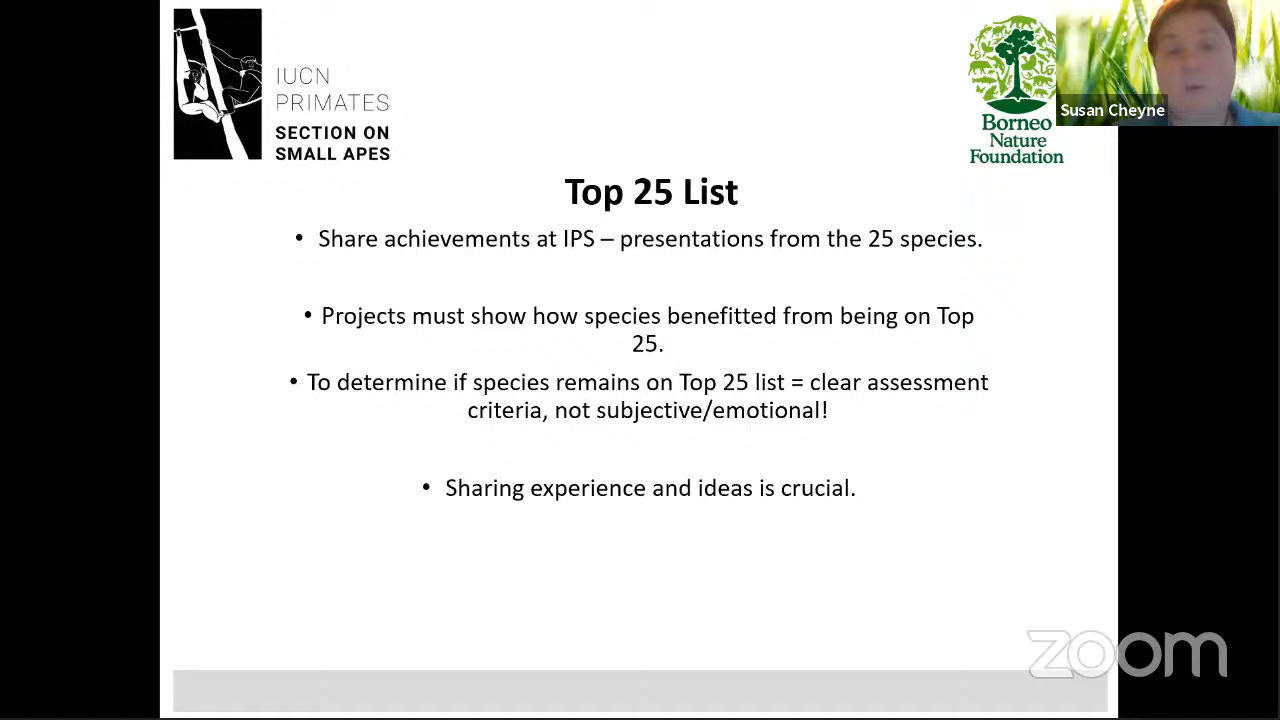 IUCN
PRIMATES
SECTION ON
SMALL APES
Borneo
Nature
Foundation
Susan Cheyne
Top 25 List
• Share achievements at IPS – presentations from the 25 species.
• Projects must show how species benefitted from being on Top
25.
• To determine if species remains on Top 25 list = clear assessment
criteria, not subjective/emotional!
• Sharing experience and ideas is crucial.
zoom